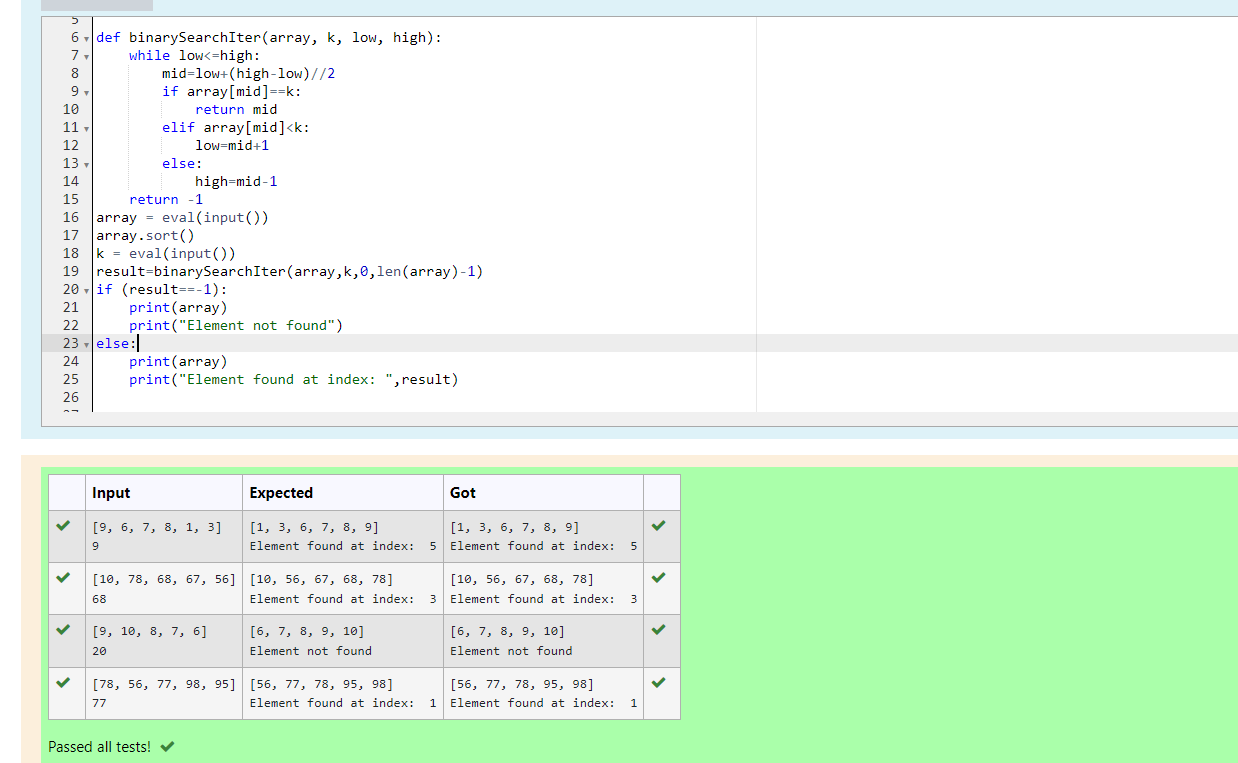 5
6 def binarySearchIter(array, k, low, high):
7     while low<=high:
8         mid=low+(high-low)//2
9         if array[mid]==k:
10             return mid
11         elif array[mid]<k:
12             low=mid+1
13         else:
14             high=mid-1
15     return -1
16 array = eval(input())
17 array.sort()
18 k = eval(input())
19 result=binarySearchIter(array,k,0,len(array)-1)
20 if (result==-1):
21     print(array)
22     print("Element not found")
23 else:
24     print(array)
25     print("Element found at index: ",result)
26
Input Expected Got
[9, 6, 7, 8, 1, 3] [1, 3, 6, 7, 8, 9] [1, 3, 6, 7, 8, 9]
9 Element found at index:  5 Element found at index:  5
[10, 78, 68, 67, 56] [10, 56, 67, 68, 78] [10, 56, 67, 68, 78]
68 Element found at index:  3 Element found at index:  3
[9, 10, 8, 7, 6] [6, 7, 8, 9, 10] [6, 7, 8, 9, 10]
20 Element not found Element not found
[78, 56, 77, 98, 95] [56, 77, 78, 95, 98] [56, 77, 78, 95, 98]
77 Element found at index:  1 Element found at index:  1
Passed all tests!